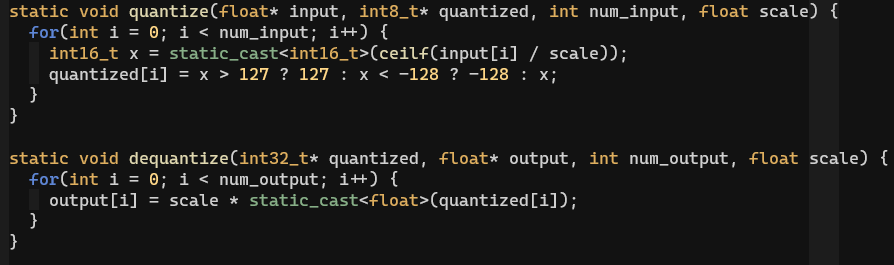 static void quantize(float* input, int8_t* quantized, int num_input, float scale) {
  for(int i = 0; i < num_input; i++) {
    int16_t x = static_cast<int16_t>(ceilf(input[i] / scale));
    quantized[i] = x > 127 ? 127 : x < -128 ? -128 : x;
  }
}

static void dequantize(int32_t* quantized, float* output, int num_output, float scale) {
  for(int i = 0; i < num_output; i++) {
    output[i] = scale * static_cast<float>(quantized[i]);
  }
}